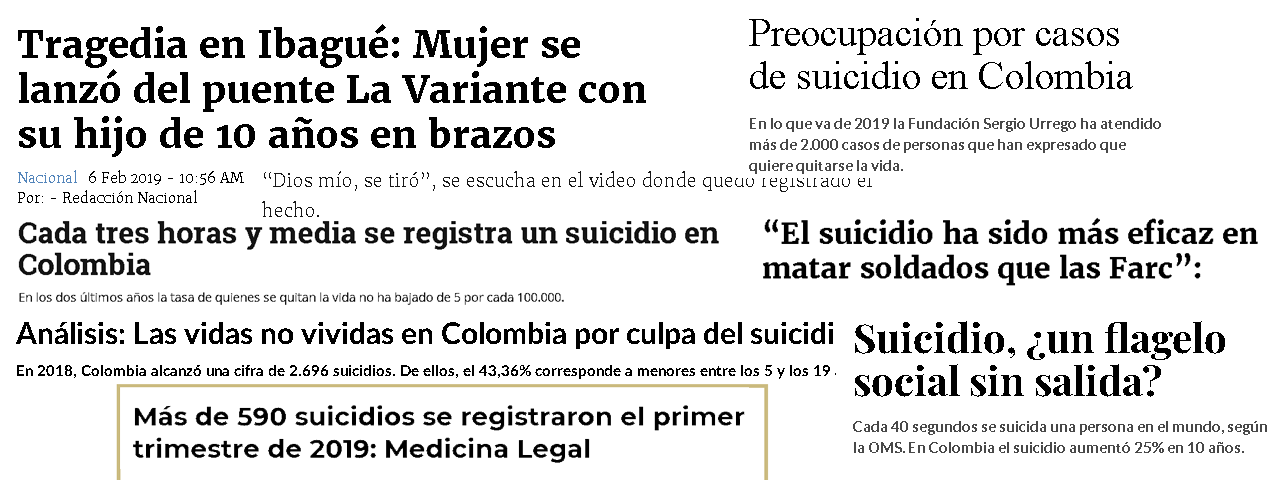 Tragedia en Ibagué: Mujer se
lanzó del puente La Variante con
su hijo de 10 años en brazos
Nacional 6 Feb 2019 - 10:56 AM
Por: - Redacción Nacional
“Dios mío, se tiró”, se escucha en el video donde quedó registrado el
hecho.
Preocupación por casos
de suicidio en Colombia
En lo que va de 2019 la Fundación Sergio Urrego ha atendido
más de 2.000 casos de personas que han expresado que
quiere quitarse la vida.
Cada tres horas y media se registra un suicidio en
Colombia
En los dos últimos años la tasa de quienes se quitan la vida no ha bajado de 5 por cada 100.000.
“El suicidio ha sido más eficaz en
matar soldados que las Farc”:
Análisis: Las vidas no vividas en Colombia por culpa del suicidi
En 2018, Colombia alcanzó una cifra de 2.696 suicidios. De ellos, el 43,36% corresponde a menores entre los 5 y los 19
Suicidio, ¿un flagelo
social sin salida?
Cada 40 segundos se suicida una persona en el mundo, según
la OMS. En Colombia el suicidio aumentó 25% en 10 años.
Más de 590 suicidios se registraron el primer
trimestre de 2019: Medicina Legal